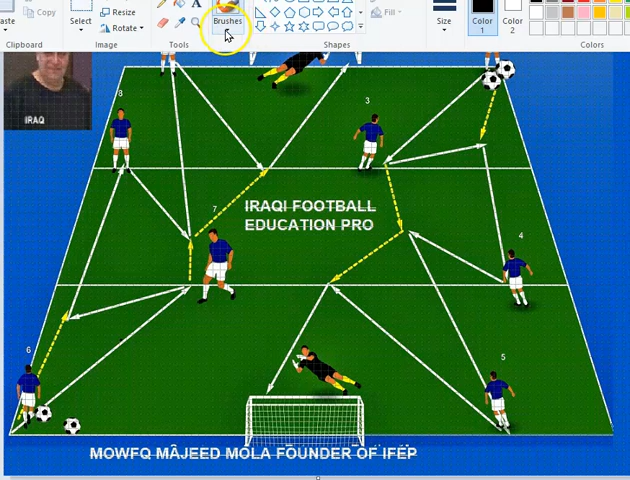 Copy
Resize
Rotate
Select
Brushes
A
Fill
Size
Color
1
Color
2
Clipboard
Image
Tools
Shapes
Colors
IRAQ
8
3
7
IRAQI FOOTBALL
EDUCATION PRO
4
6
5
MOWFQ MAJEED MOLA FOUNDER OF IFEP